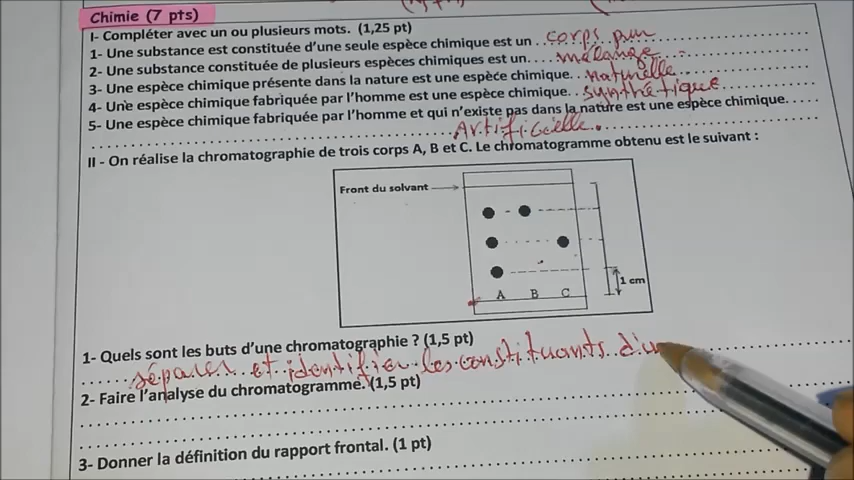 Chimie (7 pts)
I- Compléter avec un ou plusieurs mots. (1,25 pt)
1- Une substance est constituée d'une seule espèce chimique est un ....corps pur
2- Une substance constituée de plusieurs espèces chimiques est un....mélange
3- Une espèce chimique présente dans la nature est une espèce chimique...naturelle
4- Une espèce chimique fabriquée par l'homme est une espèce chimique...synthétique
5- Une espèce chimique fabriquée par l'homme et qui n'existe pas dans la nature est une espèce chimique.....
Artificielle.
II - On réalise la chromatographie de trois corps A, B et C. Le chromatogramme obtenu est le suivant :
Front du solvant
1 cm
A B C
1- Quels sont les buts d'une chromatographie ? (1,5 pt)
séparer et identifier les constituants d'un
2- Faire l'analyse du chromatogramme. (1,5 pt)
3- Donner la définition du rapport frontal. (1 pt)